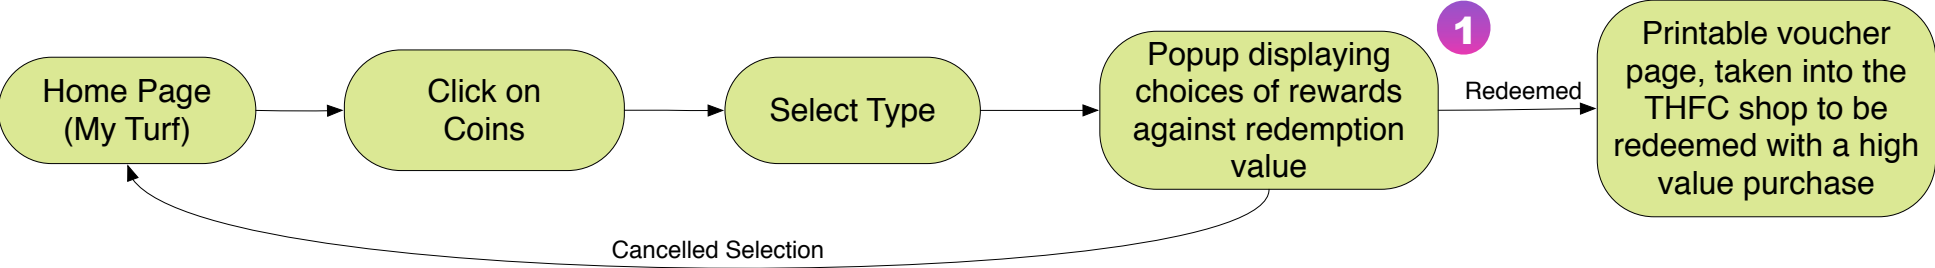 Home Page
(My Turf)
Click on
Coins
Select Type
Popup displaying
choices of rewards
against redemption
value
1
Redeemed
Printable voucher
page, taken into the
THFC shop to be
redeemed with a high
value purchase
Cancelled Selection